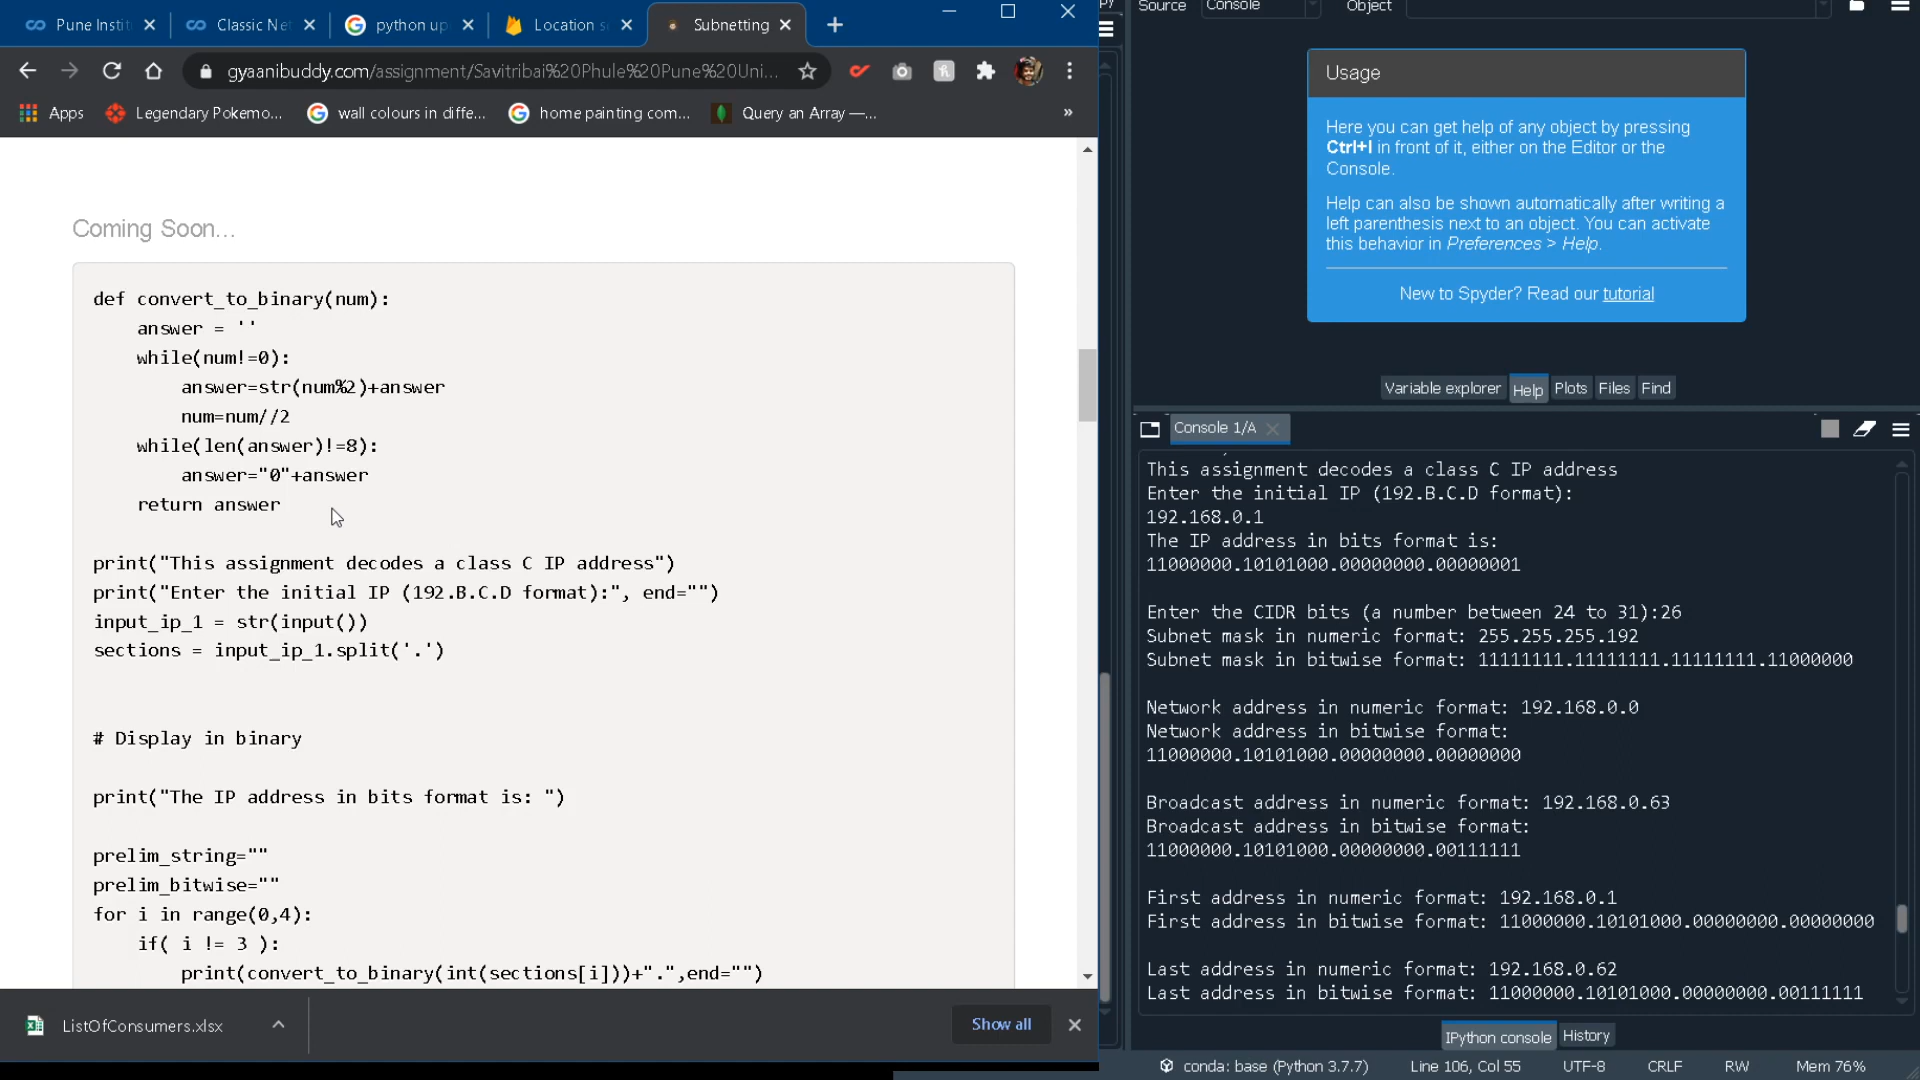 Pune Instit
Classic Ne
python up
Location s
Subnetting
gyaanibuddy.com/assignment/Savitribai%20Phule%20Pune%20Uni...
Apps
Legendary Pokemo...
wall colours in diffe...
home painting com...
Query an Array —...
»
Coming Soon...
def convert_to_binary(num):
    answer = ''
    while(num!=0):
        answer=str(num%2)+answer
        num=num//2
    while(len(answer)!=8):
        answer="0"+answer
    return answer
print("This assignment decodes a class C IP address")
print("Enter the initial IP (192.B.C.D format):", end="")
input_ip_1 = str(input())
sections = input_ip_1.split('.')
# Display in binary
print("The IP address in bits format is: ")
prelim_string=""
prelim_bitwise=""
for i in range(0,4):
    if( i != 3 ):
        print(convert_to_binary(int(sections[i]))+".",end="")
ListOfConsumers.xlsx
Show all
Source
Console
Object
Usage
Here you can get help of any object by pressing
Ctrl+I in front of it, either on the Editor or the
Console.
Help can also be shown automatically after writing a
left parenthesis next to an object. You can activate
this behavior in Preferences > Help.
New to Spyder? Read our tutorial
Variable explorer
Help
Plots
Files
Find
Console 1/A
This assignment decodes a class C IP address
Enter the initial IP (192.B.C.D format):
192.168.0.1
The IP address in bits format is:
11000000.10101000.00000000.00000001
Enter the CIDR bits (a number between 24 to 31):26
Subnet mask in numeric format: 255.255.255.192
Subnet mask in bitwise format: 11111111.11111111.11111111.11000000
Network address in numeric format: 192.168.0.0
Network address in bitwise format:
11000000.10101000.00000000.00000000
Broadcast address in numeric format: 192.168.0.63
Broadcast address in bitwise format:
11000000.10101000.00000000.00111111
First address in numeric format: 192.168.0.1
First address in bitwise format: 11000000.10101000.00000000.00000000
Last address in numeric format: 192.168.0.62
Last address in bitwise format: 11000000.10101000.00000000.00111111
IPython console
History
conda: base (Python 3.7.7)
Line 106, Col 55
UTF-8
CRLF
RW
Mem 76%